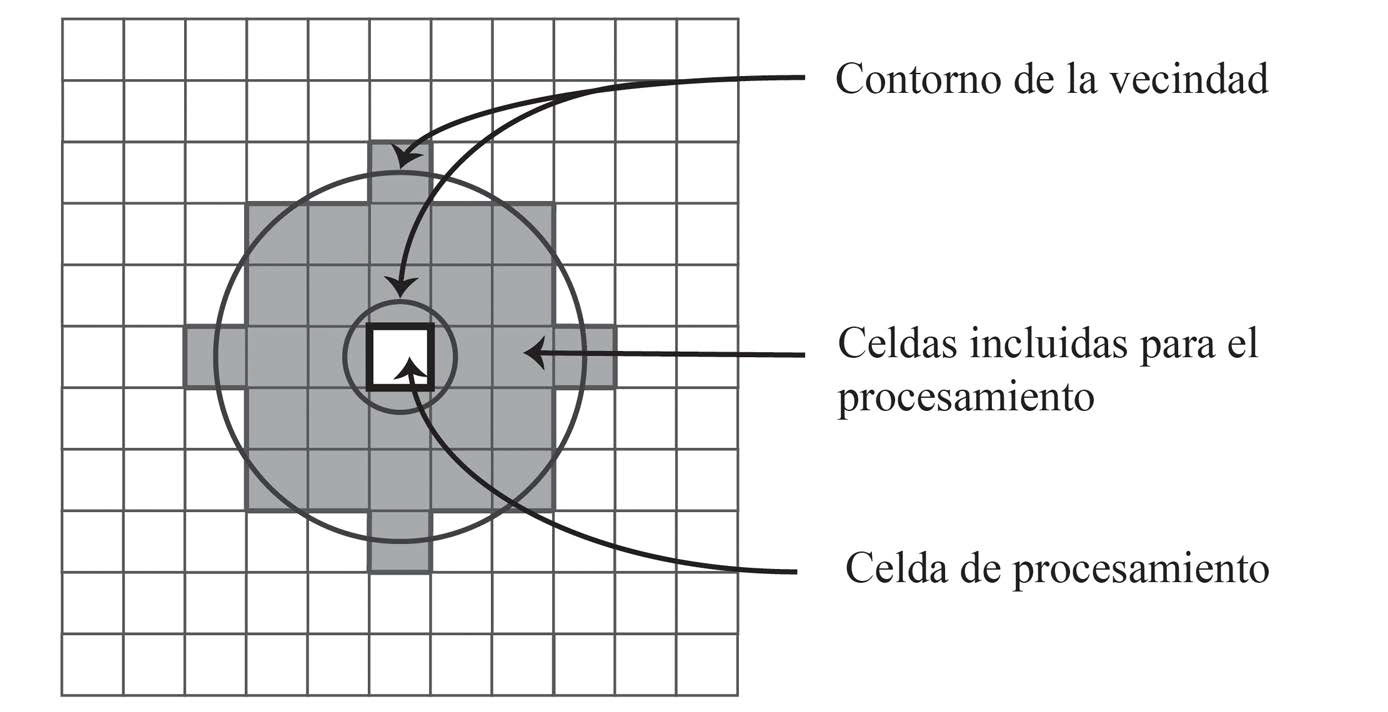 Contorno de la vecindad
Celdas incluidas para el
procesamiento
Celda de procesamiento